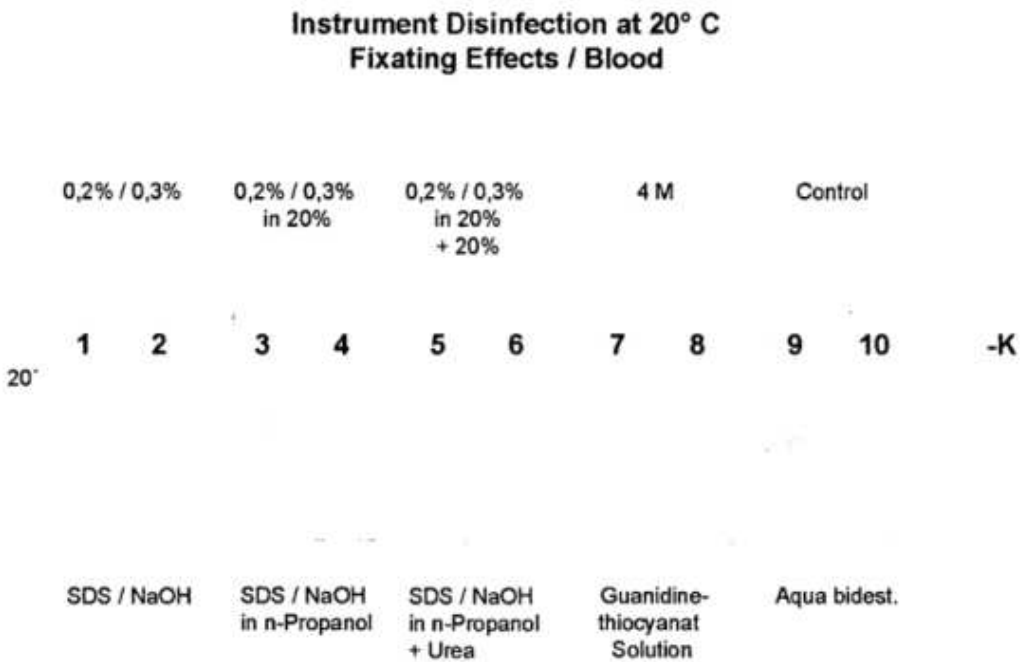 Instrument Disinfection at 20° C
Fixating Effects / Blood
0,2% / 0,3%
0,2% / 0,3%
in 20%
0,2% / 0,3%
in 20%
+ 20%
4 M
Control
1 2 3 4 5 6 7 8 9 10 -K
20°
SDS / NaOH
SDS / NaOH
in n-Propanol
SDS / NaOH
in n-Propanol
+ Urea
Guanidine-
thiocyanat
Solution
Aqua bidest.